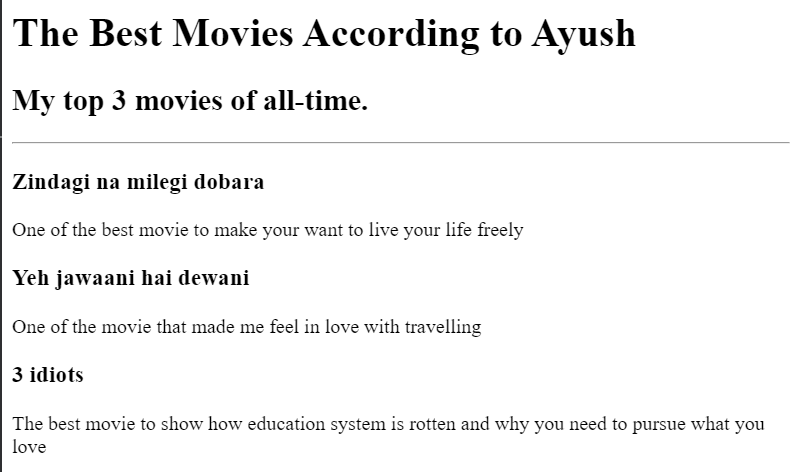 The Best Movies According to Ayush
My top 3 movies of all-time.
Zindagi na milegi dobara
One of the best movie to make your want to live your life freely
Yeh jawaani hai dewani
One of the movie that made me feel in love with travelling
3 idiots
The best movie to show how education system is rotten and why you need to pursue what you
love